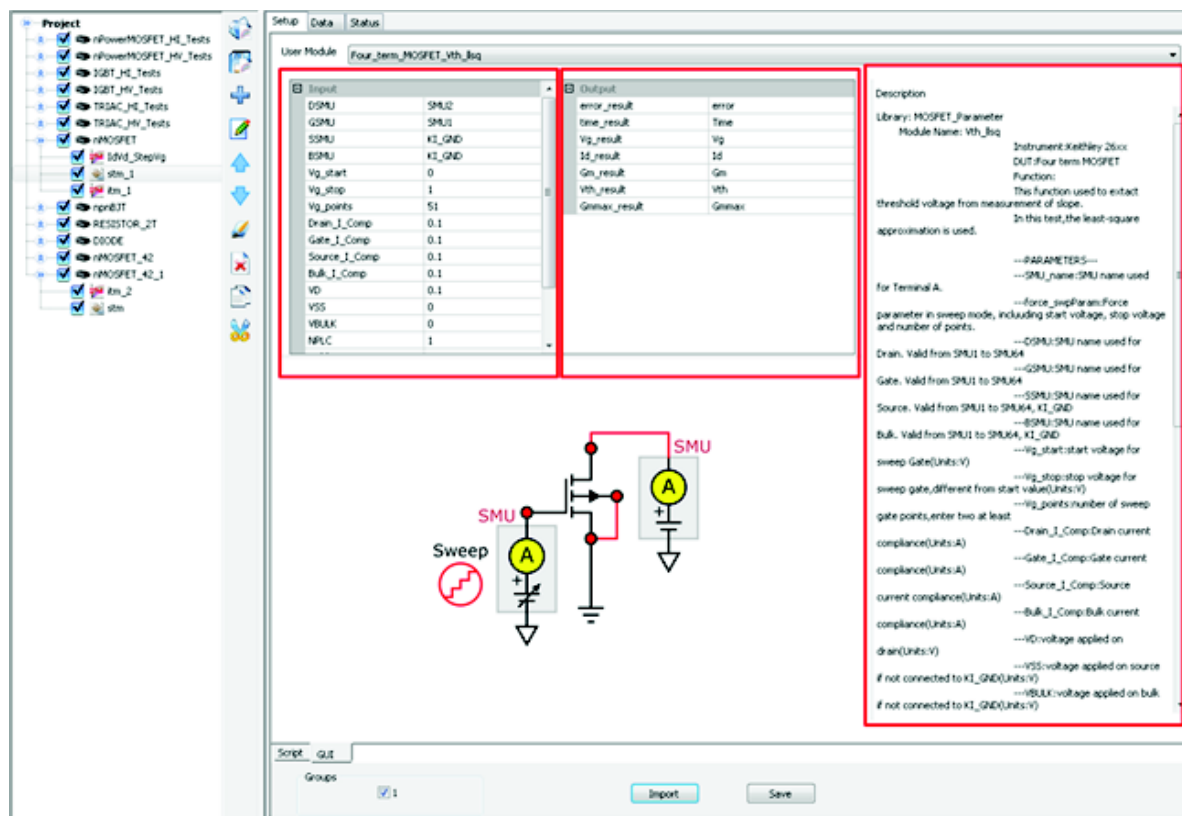 Project
nPowerMOSFET_HI_Tests
nPowerMOSFET_HV_Tests
IGBT_HI_Tests
IGBT_HV_Tests
TRIAC_HI_Tests
TRIAC_HV_Tests
nMOSFET
IdVd_StepVg
stm_1
itm_1
npnBJT
RESISTOR_2T
DIODE
nMOSFET_42
nMOSFET_42_1
itm_2
stm
Setup Data Status
User Module Four_term_MOSFET_Vth_llsq
Input
DSMU SMU2
GSMU SMU1
SSMU KI_GND
BSMU KI_GND
Vg_start 0
Vg_stop 1
Vg_points 51
Drain_I_Comp 0.1
Gate_I_Comp 0.1
Source_I_Comp 0.1
Bulk_I_Comp 0.1
VD 0.1
VSS 0
VBULK 0
NPLC 1
Output
error_result error
time_result Time
Vg_result Vg
Id_result Id
Gm_result Gm
Vth_result Vth
Gmmax_result Gmmax
Description
Library: MOSFET_Parameter
Module Name: Vth_llsq
Instrument:Keithley 26xx
DUT:Four term MOSFET
Function:
This function used to extact
threshold voltage from measurement of slope.
In this test,the least-square
approximation is used.
---PARAMETERS---
---SMU_name:SMU name used
for Terminal A.
---force_swpParam:Force
parameter in sweep mode, incluuding start voltage, stop voltage
and number of points.
---DSMU:SMU name used for
Drain. Valid from SMU1 to SMU64
---GSMU:SMU name used for
Gate. Valid from SMU1 to SMU64
---SSMU:SMU name used for
Source. Valid from SMU1 to SMU64, KI_GND
---BSMU:SMU name used for
Bulk. Valid from SMU1 to SMU64, KI_GND
---Vg_start:start voltage for
sweep Gate(Units:V)
---Vg_stop:stop voltage for
sweep gate,different from start value(Units:V)
---Vg_points:number of sweep
gate points,enter two at least
---Drain_I_Comp:Drain current
compliance(Units:A)
---Gate_I_Comp:Gate current
compliance(Units:A)
---Source_I_Comp:Source
current compliance(Units:A)
---Bulk_I_Comp:Bulk current
compliance(Units:A)
---VD:voltage applied on
drain(Units:V)
---VSS:voltage applied on source
if not connected to KI_GND(Units:V)
---VBULK:voltage applied on bulk
if not connected to KI_GND(Units:V)
SMU
A
+
SMU
Sweep
A
+
Script GUI
Groups
1
Import Save